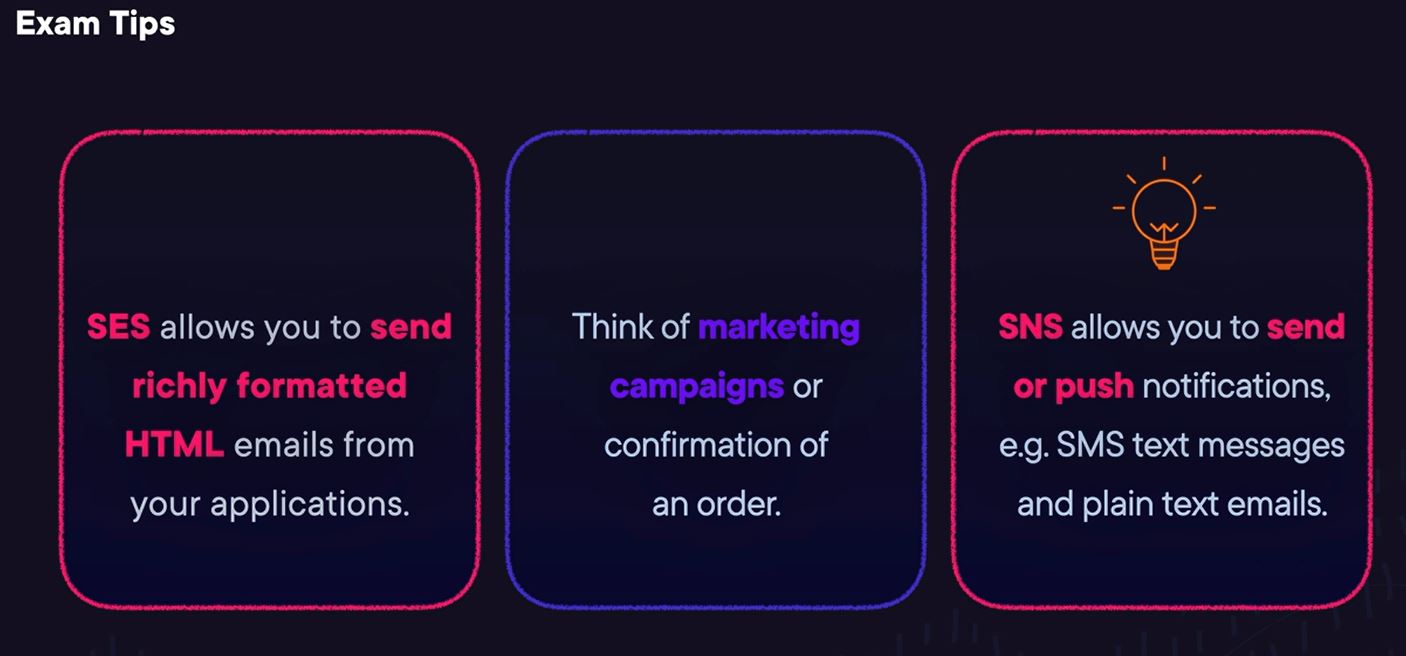 Exam Tips
SES allows you to send
richly formatted
HTML emails from
your applications.
Think of marketing
campaigns or
confirmation of
an order.
SNS allows you to send
or push notifications,
e.g. SMS text messages
and plain text emails.